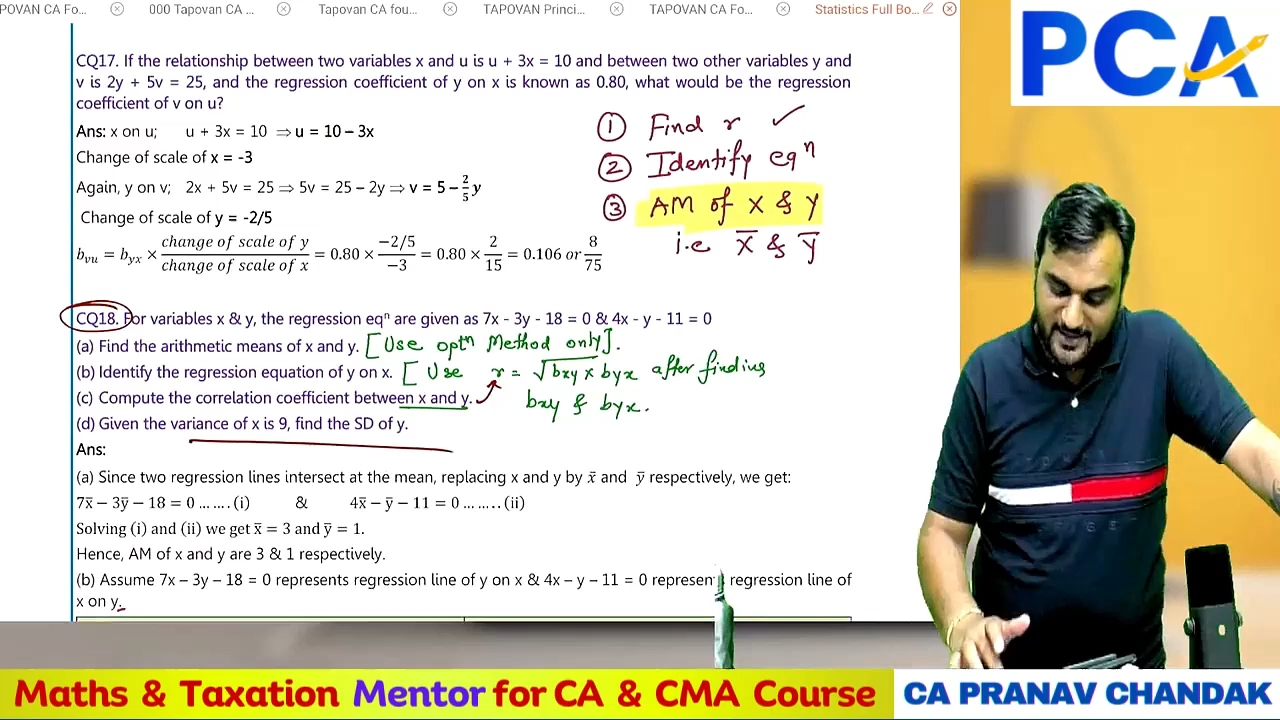 POVAN CA Fo...
000 Tapovan CA ...
Tapovan CA fou...
TAPOVAN Princi...
TAPOVAN CA Fo...
Statistics Full Bo...
PCA
CQ17. If the relationship between two variables x and u is u + 3x = 10 and between two other variables y and
v is 2y + 5v = 25, and the regression coefficient of y on x is known as 0.80, what would be the regression
coefficient of v on u?
Ans: x on u; u + 3x = 10 ⇒ u = 10 – 3x
Change of scale of x = -3
Again, y on v; 2x + 5v = 25 ⇒ 5v = 25 – 2y ⇒ v = 5 – 2/5 y
Change of scale of y = -2/5
b_vu = b_yx × change of scale of y / change of scale of x = 0.80 × −2/5 / −3 = 0.80 × 2/15 = 0.106 or 8/75
① Find r ✓
② Identify eqⁿ
③ AM of x & y
i.e x̅ & y̅
CQ18. For variables x & y, the regression eqⁿ are given as 7x - 3y - 18 = 0 & 4x - y - 11 = 0
(a) Find the arithmetic means of x and y. [Use optⁿ Method only].
(b) Identify the regression equation of y on x. [Use r = √bxy × byx after finding
(c) Compute the correlation coefficient between x and y. bxy & byx.
(d) Given the variance of x is 9, find the SD of y.
Ans:
(a) Since two regression lines intersect at the mean, replacing x and y by x̅ and y̅ respectively, we get:
7x̅ – 3y̅ – 18 = 0 ... ... . (i) & 4x̅ – y̅ – 11 = 0 ... ... . . (ii)
Solving (i) and (ii) we get x̅ = 3 and y̅ = 1.
Hence, AM of x and y are 3 & 1 respectively.
(b) Assume 7x – 3y – 18 = 0 represents regression line of y on x & 4x – y – 11 = 0 represent regression line of
x on y.
Maths & Taxation Mentor for CA & CMA Course
CA PRANAV CHANDAK